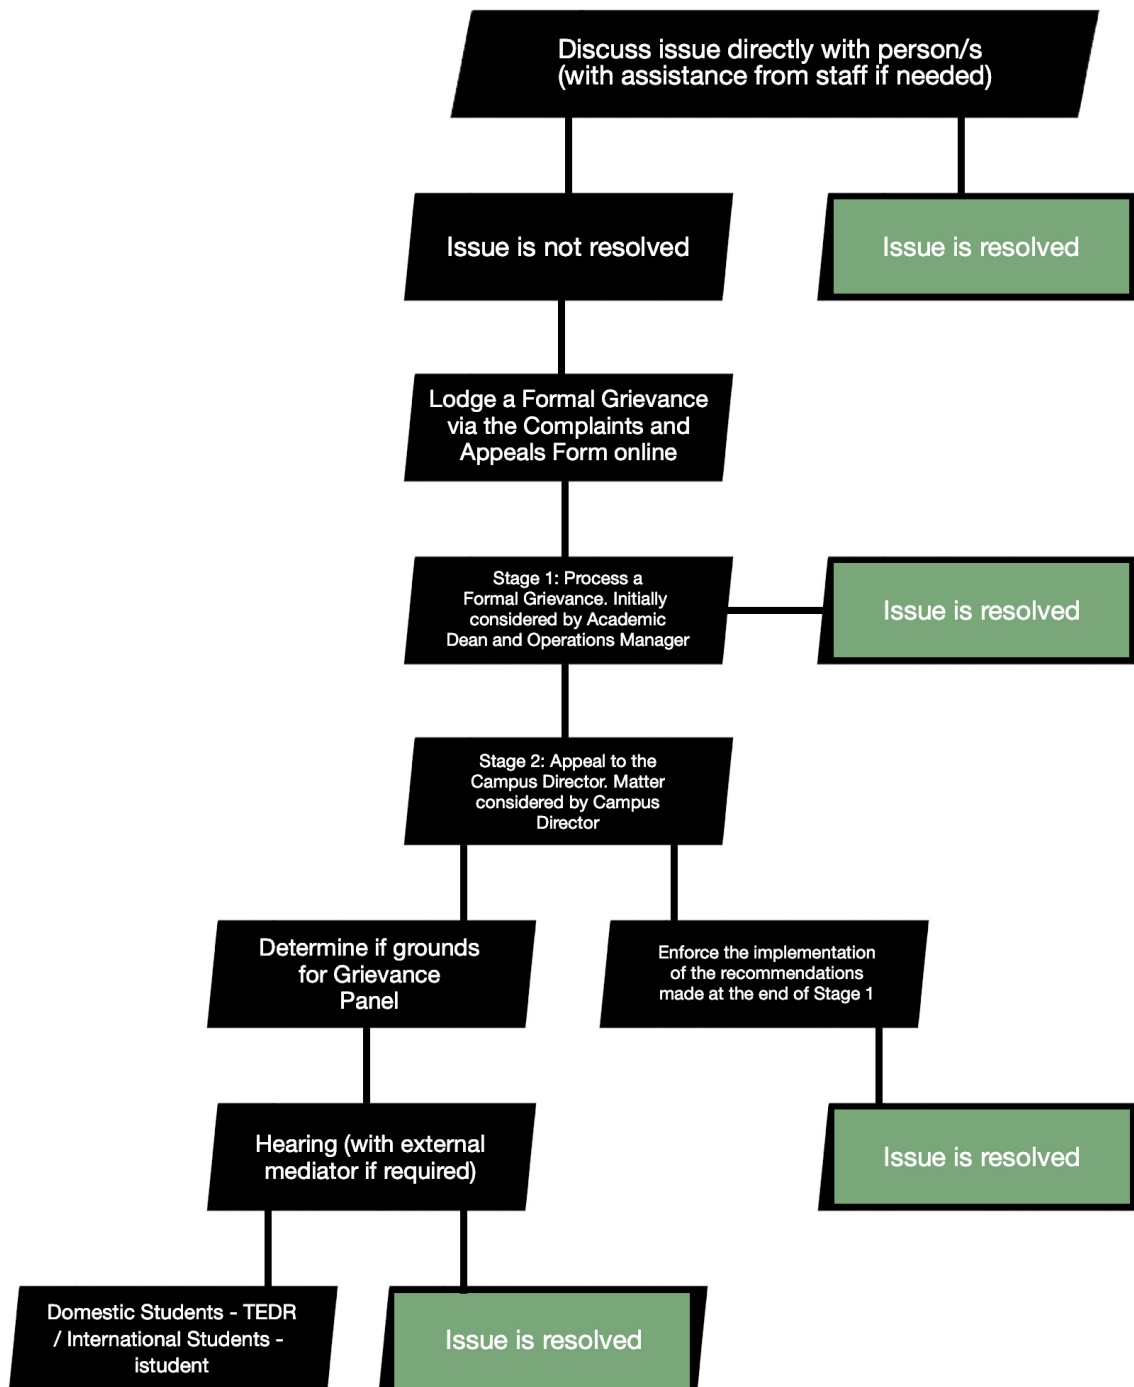 Discuss issue directly with person/s
(with assistance from staff if needed)
Issue is not resolved
Issue is resolved
Lodge a Formal Grievance
via the Complaints and
Appeals Form online
Stage 1: Process a
Formal Grievance. Initially
considered by Academic
Dean and Operations Manager
Issue is resolved
Stage 2: Appeal to the
Campus Director. Matter
considered by Campus
Director
Determine if grounds
for Grievance
Panel
Enforce the implementation
of the recommendations
made at the end of Stage 1
Hearing (with external
mediator if required)
Issue is resolved
Domestic Students - TEDR
/ International Students -
istudent
Issue is resolved